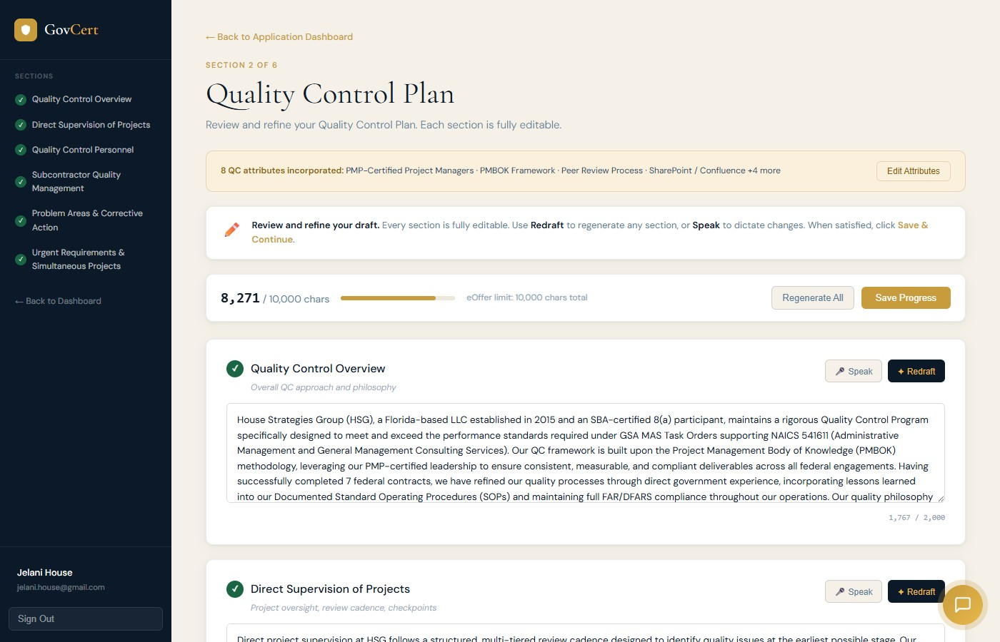 GovCert
SECTIONS
Quality Control Overview
Direct Supervision of Projects
Quality Control Personnel
Subcontractor Quality
Management
Problem Areas & Corrective
Action
Urgent Requirements &
Simultaneous Projects
← Back to Dashboard
Jelani House
jelani.house@gmail.com
Sign Out
← Back to Application Dashboard
SECTION 2 OF 6
Quality Control Plan
Review and refine your Quality Control Plan. Each section is fully editable.
8 QC attributes incorporated: PMP-Certified Project Managers · PMBOK Framework · Peer Review Process · SharePoint / Confluence +4 more
Edit Attributes
Review and refine your draft. Every section is fully editable. Use Redraft to regenerate any section, or Speak to dictate changes. When satisfied, click Save &
Continue.
8,271 / 10,000 chars
eOffer limit: 10,000 chars total
Regenerate All
Save Progress
Quality Control Overview
Overall QC approach and philosophy
Speak
✦ Redraft
House Strategies Group (HSG), a Florida-based LLC established in 2015 and an SBA-certified 8(a) participant, maintains a rigorous Quality Control Program
specifically designed to meet and exceed the performance standards required under GSA MAS Task Orders supporting NAICS 541611 (Administrative
Management and General Management Consulting Services). Our QC framework is built upon the Project Management Body of Knowledge (PMBOK)
methodology, leveraging our PMP-certified leadership to ensure consistent, measurable, and compliant deliverables across all federal engagements. Having
successfully completed 7 federal contracts, we have refined our quality processes through direct government experience, incorporating lessons learned
into our Documented Standard Operating Procedures (SOPs) and maintaining full FAR/DFARS compliance throughout our operations. Our quality philosophy
1,767 / 2,000
Direct Supervision of Projects
Project oversight, review cadence, checkpoints
Speak
✦ Redraft
Direct project supervision at HSG follows a structured, multi-tiered review cadence designed to identify quality issues at the earliest possible stage. Our